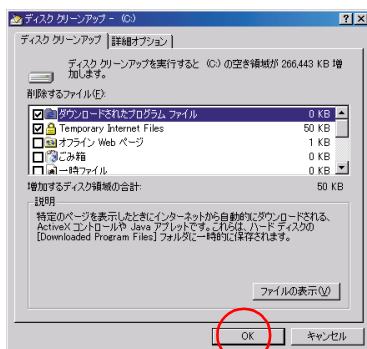 ディスク クリーンアップ - (C:)
ディスク クリーンアップ 詳細オプション
ディスク クリーンアップを実行すると (C:) の空き領域が 266,443 KB 増
加します。
削除するファイル(F):
ダウンロードされたプログラム ファイル 0 KB
Temporary Internet Files 50 KB
オフライン Web ページ 1 KB
ごみ箱 0 KB
一時ファイル 0 KB
増加するディスク領域の合計: 50 KB
説明
特定のページを表示したときにインターネットから自動的にダウンロードされる、
ActiveX コントロールや Java アプレットです。これらは、ハード ディスクの
[Downloaded Program Files] フォルダに一時的に保存されます。
ファイルの表示(V)
OK キャンセル